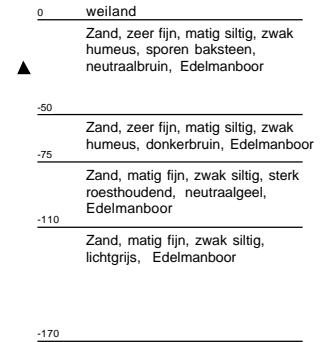 0 weiland
Zand, zeer fijn, matig siltig, zwak
humeus, sporen baksteen,
neutraalbruin, Edelmanboor
-50
Zand, zeer fijn, matig siltig, zwak
humeus, donkerbruin, Edelmanboor
-75
Zand, matig fijn, zwak siltig, sterk
roesthoudend, neutraalgeel,
Edelmanboor
-110
Zand, matig fijn, zwak siltig,
lichtgrijs, Edelmanboor
-170